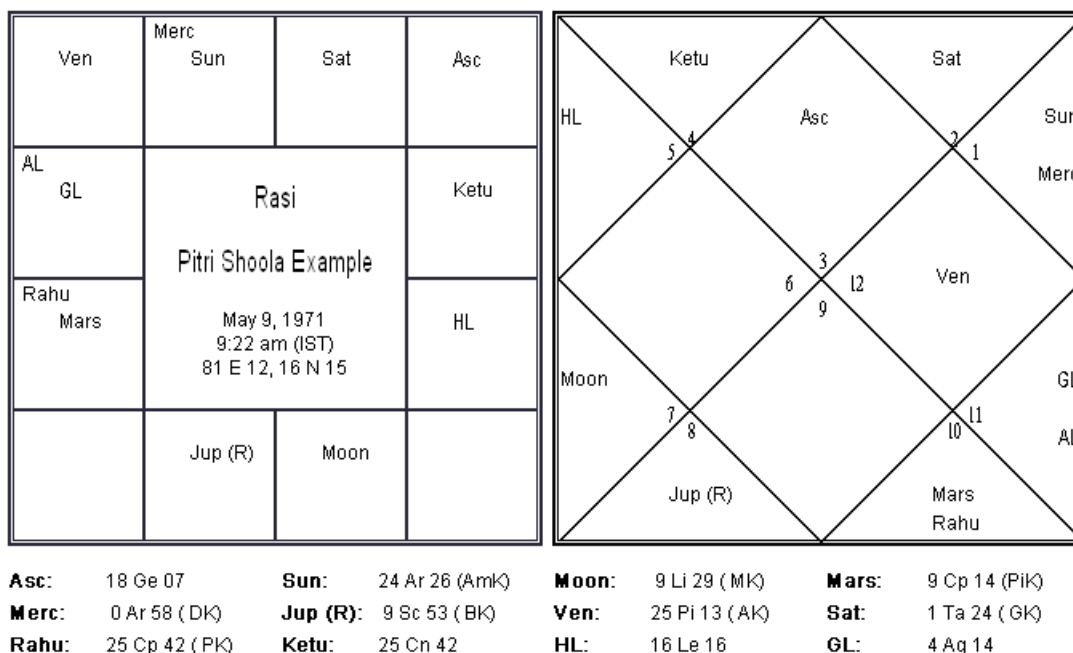 Ven
Merc
Sun
Sat
Asc
AL
GL
Rasi
Pitri Shoola Example
May 9, 1971
9:22 am (IST)
81 E 12, 16 N 15
Ketu
Rahu
Mars
HL
Jup (R)
Moon
Ketu
Sat
HL
Asc
Sun
4
2
5
1
Merc
3
6
12
Ven
9
Moon
GL
7
11
8
10
AL
Jup (R)
Mars
Rahu
Asc: 18 Ge 07 Sun: 24 Ar 26 (AmK) Moon: 9 Li 29 (MK) Mars: 9 Cp 14 (PiK)
Merc: 0 Ar 58 (DK) Jup (R): 9 Sc 53 (BK) Ven: 25 Pi 13 (AK) Sat: 1 Ta 24 (GK)
Rahu: 25 Cp 42 (PK) Ketu: 25 Cn 42 HL: 16 Le 16 GL: 4 Aq 14